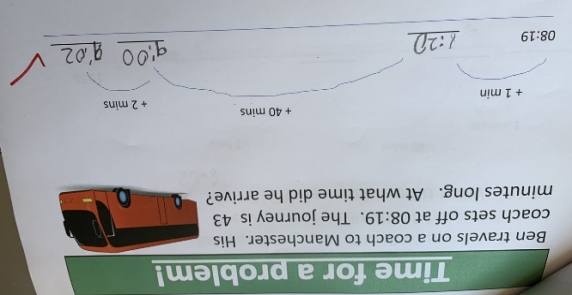 Time for a problem!
Ben travels on a coach to Manchester. His
coach sets off at 08:19. The journey is 43
minutes long. At what time did he arrive?
+ 1 min + 40 mins + 2 mins
08:19 9:00 9:02